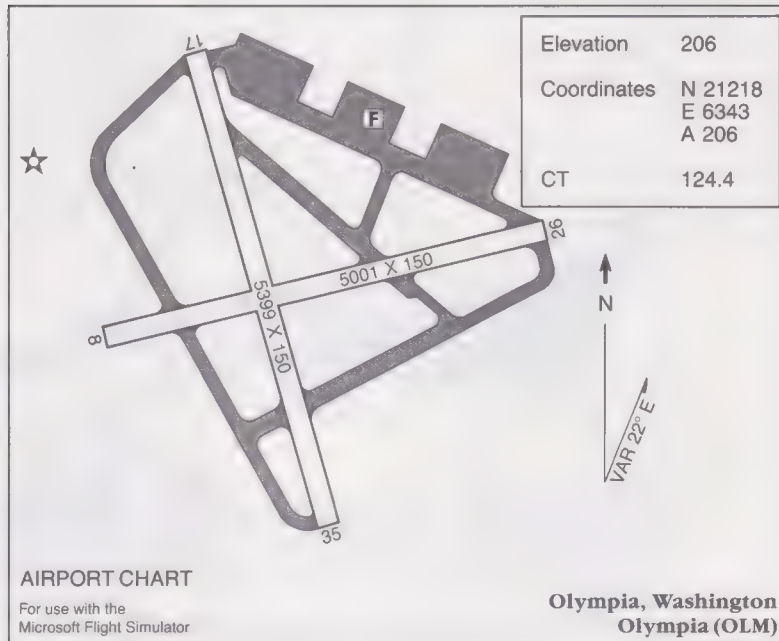 17
Elevation 206
Coordinates N 21218
E 6343
A 206
CT 124.4
F
26
5001 X 150
5399 X 150
8
35
N
VAR 22° E
AIRPORT CHART
For use with the
Microsoft Flight Simulator
Olympia, Washington
Olympia (OLM)